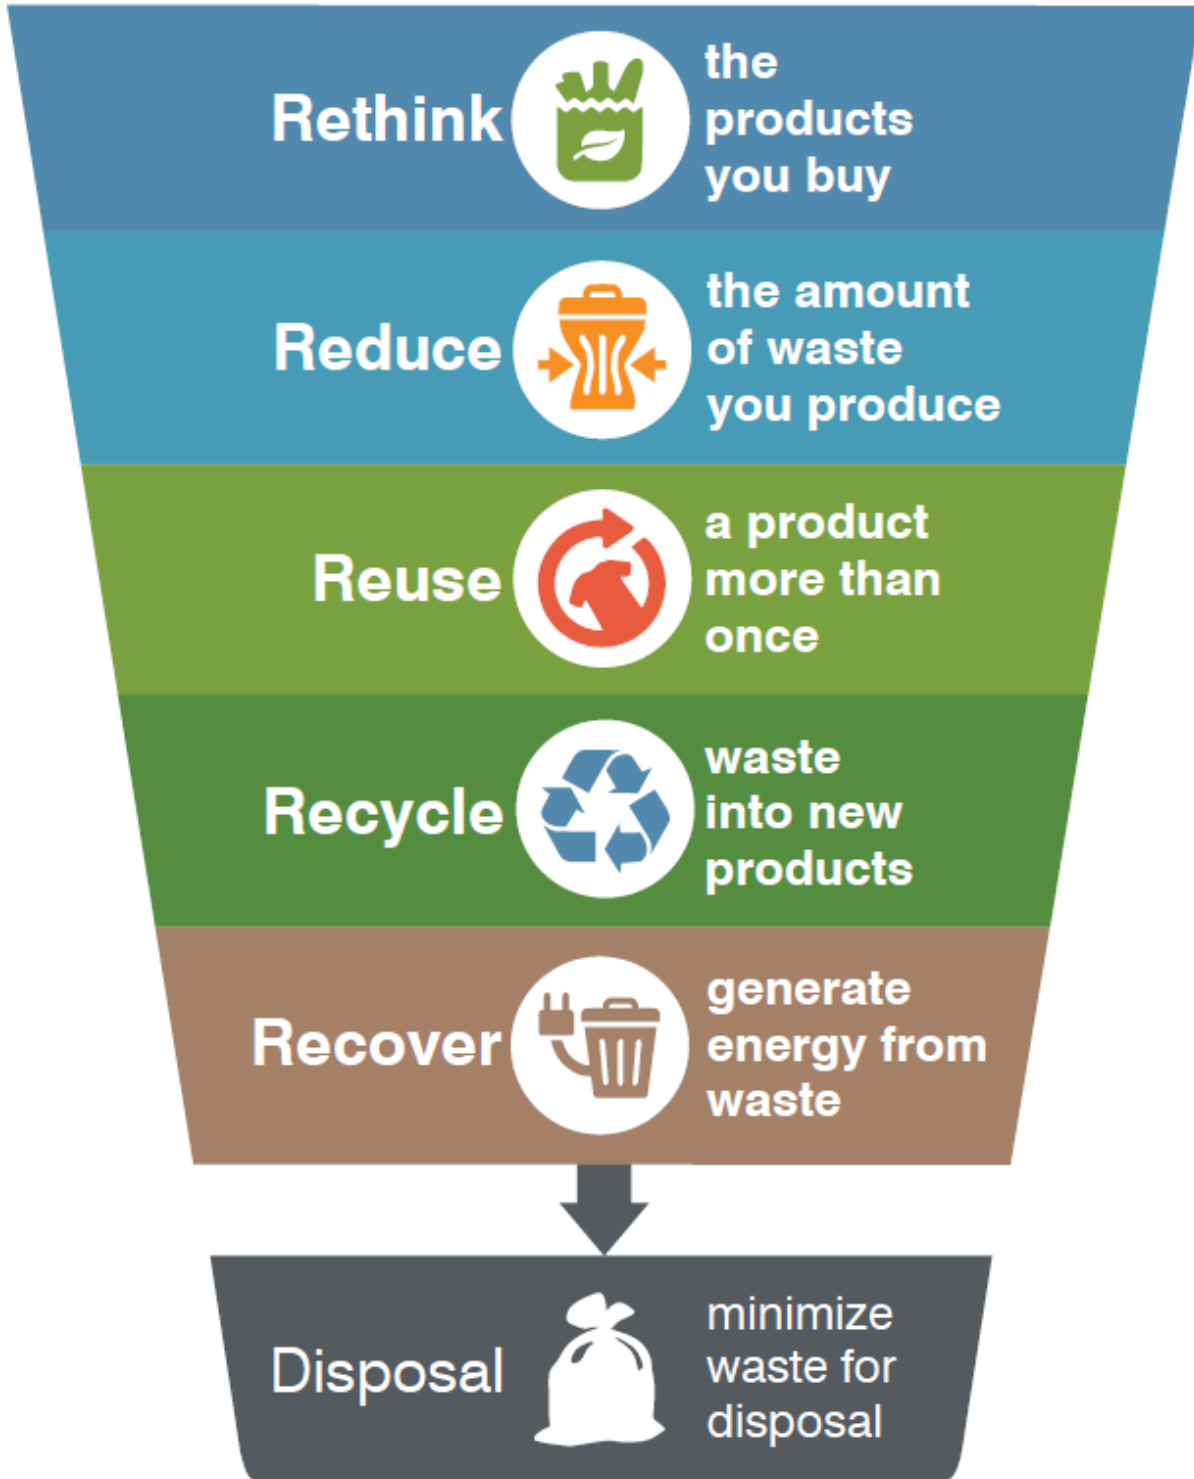 Rethink
the
products
you buy
Reduce
the amount
of waste
you produce
Reuse
a product
more than
once
Recycle
waste
into new
products
Recover
generate
energy from
waste
Disposal
minimize
waste for
disposal